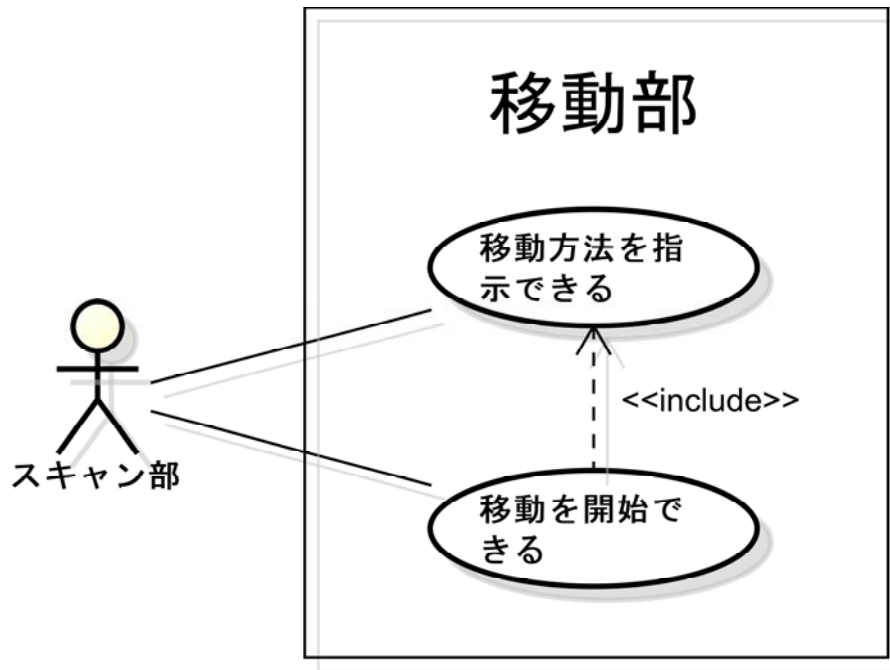 移動部
移動方法を指
示できる
<<include>>
スキャン部
移動を開始で
きる